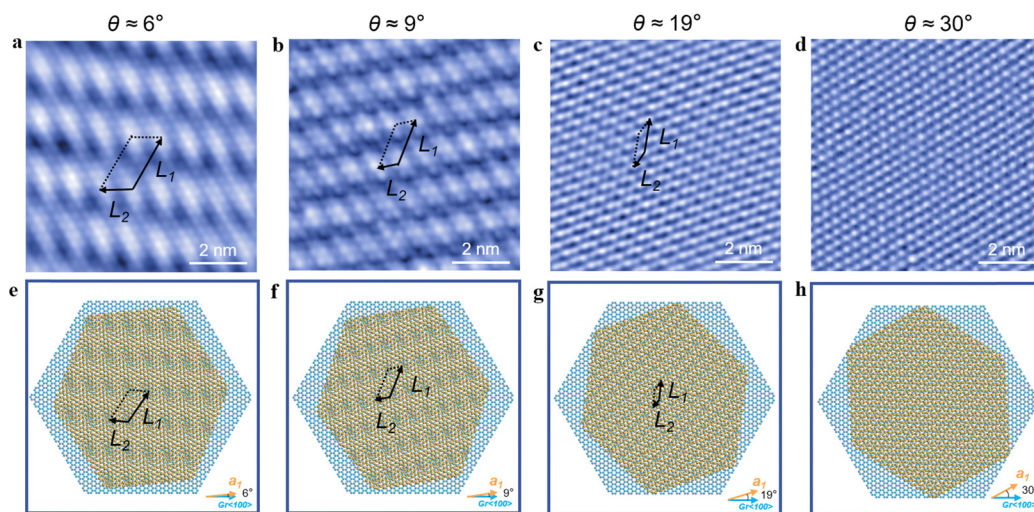 θ ≈ 6° θ ≈ 9° θ ≈ 19° θ ≈ 30°
a b c d
L1 L1 L1
L2 L2 L2
2 nm 2 nm 2 nm 2 nm
e f g h
L1 L1 L1
L2 L2 L2
a1 6° a1 9° a1 19° a1 30
Gr<100> Gr<100> Gr<100> Gr<100>